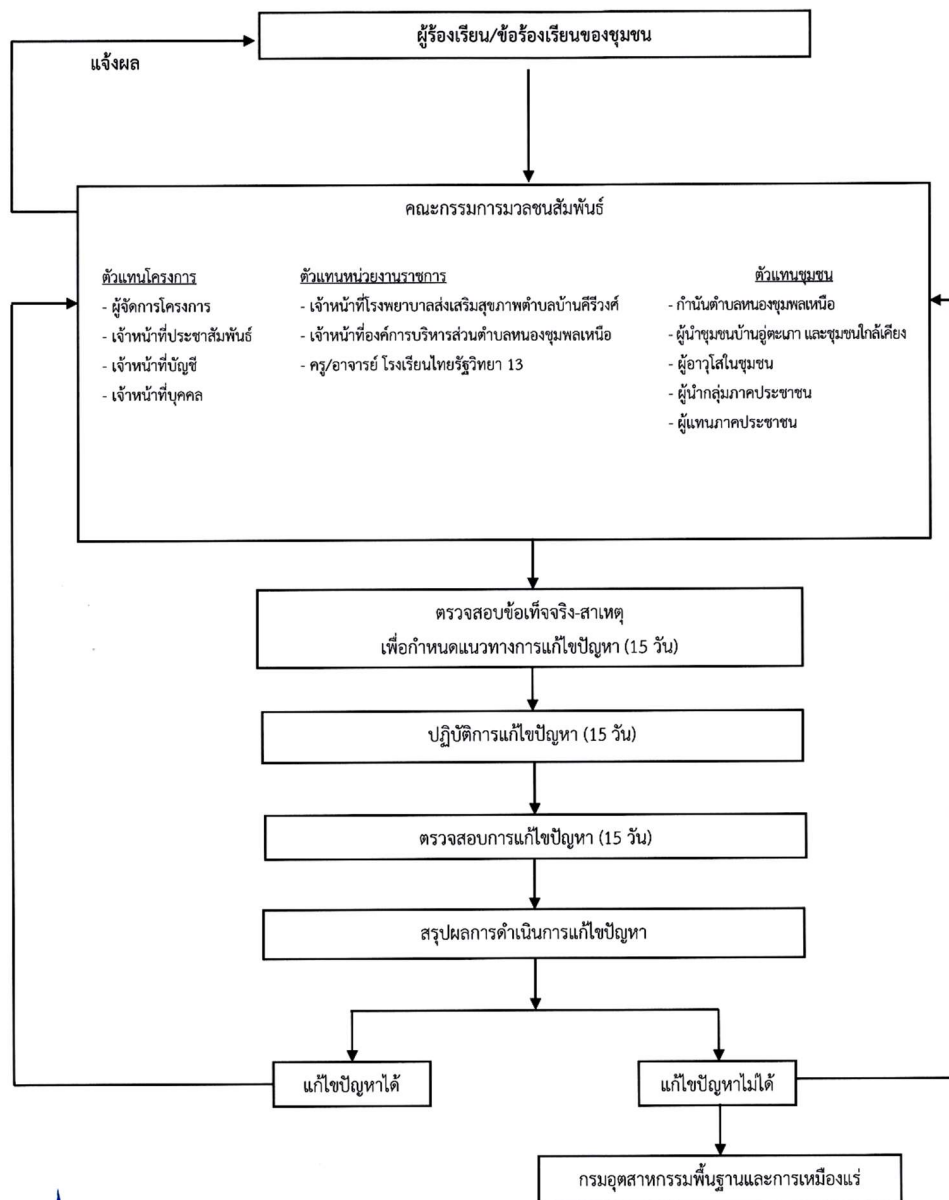 ผู้ร้องเรียน/ข้อร้องเรียนของชุมชน
แจ้งผล
คณะกรรมการมวลชนสัมพันธ์
ตัวแทนโครงการ
- ผู้จัดการโครงการ
- เจ้าหน้าที่ประชาสัมพันธ์
- เจ้าหน้าที่บัญชี
- เจ้าหน้าที่บุคคล
ตัวแทนหน่วยงานราชการ
- เจ้าหน้าที่โรงพยาบาลส่งเสริมสุขภาพตำบลบ้านคีรีวงศ์
- เจ้าหน้าที่องค์การบริหารส่วนตำบลหนองชุมพลเหนือ
- ครู/อาจารย์ โรงเรียนไทยรัฐวิทยา 13
ตัวแทนชุมชน
- กำนันตำบลหนองชุมพลเหนือ
- ผู้นำชุมชนบ้านอู่ตะเภา และชุมชนใกล้เคียง
- ผู้อาวุโสในชุมชน
- ผู้นำกลุ่มภาคประชาชน
- ผู้แทนภาคประชาชน
ตรวจสอบข้อเท็จจริง-สาเหตุ
เพื่อกำหนดแนวทางการแก้ไขปัญหา (15 วัน)
ปฏิบัติการแก้ไขปัญหา (15 วัน)
ตรวจสอบการแก้ไขปัญหา (15 วัน)
สรุปผลการดำเนินการแก้ไขปัญหา
แก้ไขปัญหาได้
แก้ไขปัญหาไม่ได้
กรมอุตสาหกรรมพื้นฐานและการเหมืองแร่